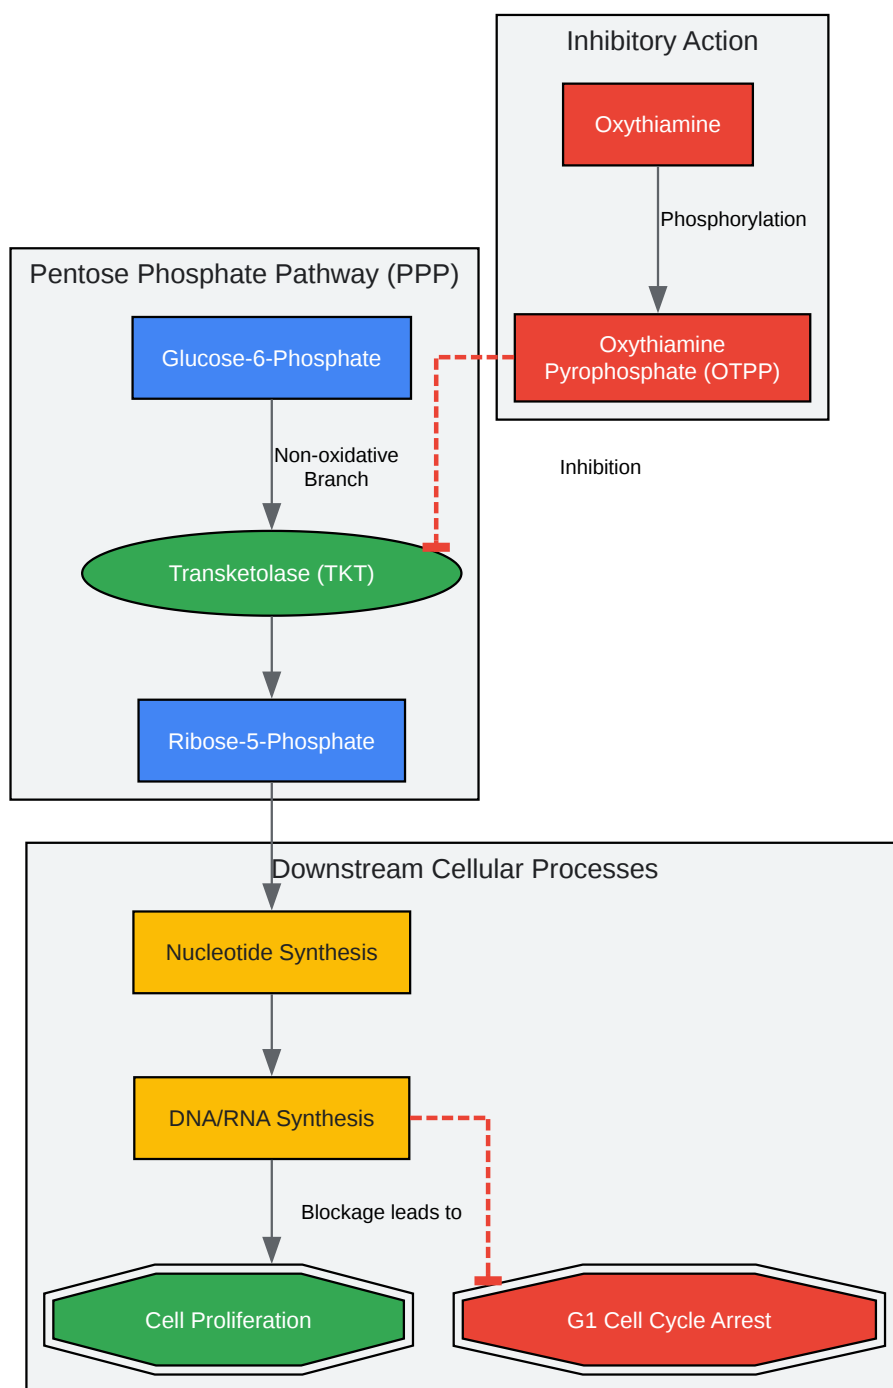 Inhibitory Action
Oxythiamine
Phosphorylation
Oxythiamine
Pyrophosphate (OTPP)
Pentose Phosphate Pathway (PPP)
Glucose-6-Phosphate
Non-oxidative
Branch
Inhibition
Transketolase (TKT)
Ribose-5-Phosphate
Downstream Cellular Processes
Nucleotide Synthesis
DNA/RNA Synthesis
Blockage leads to
Cell Proliferation
G1 Cell Cycle Arrest